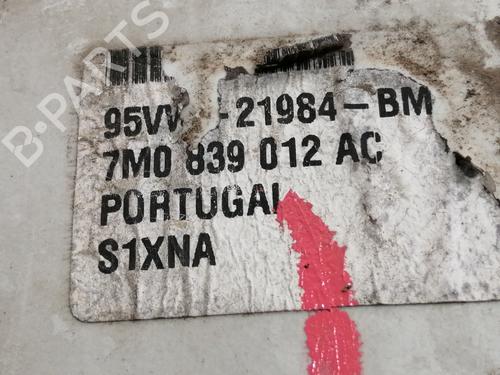 B-PARTS
95VW -21984-BM
7M0 839 012 AC
PORTUGAL
S1XNA